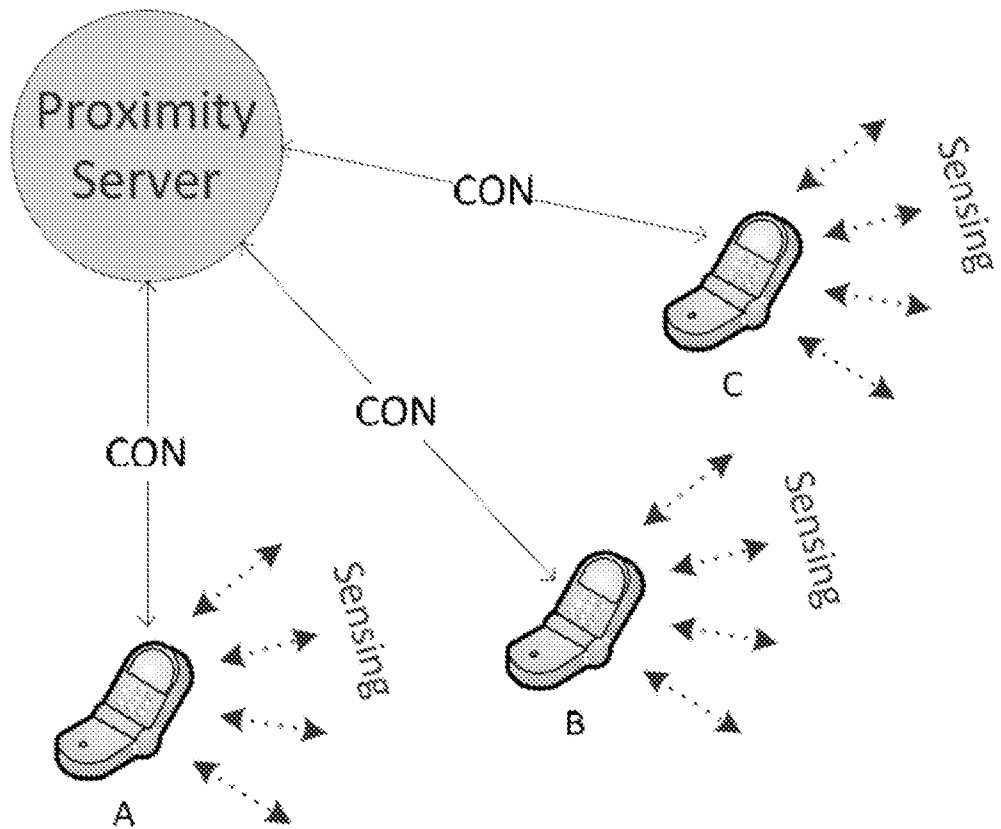 Proximity
Server
CON
Sensing
C
CON
Sensing
B
CON
Sensing
A